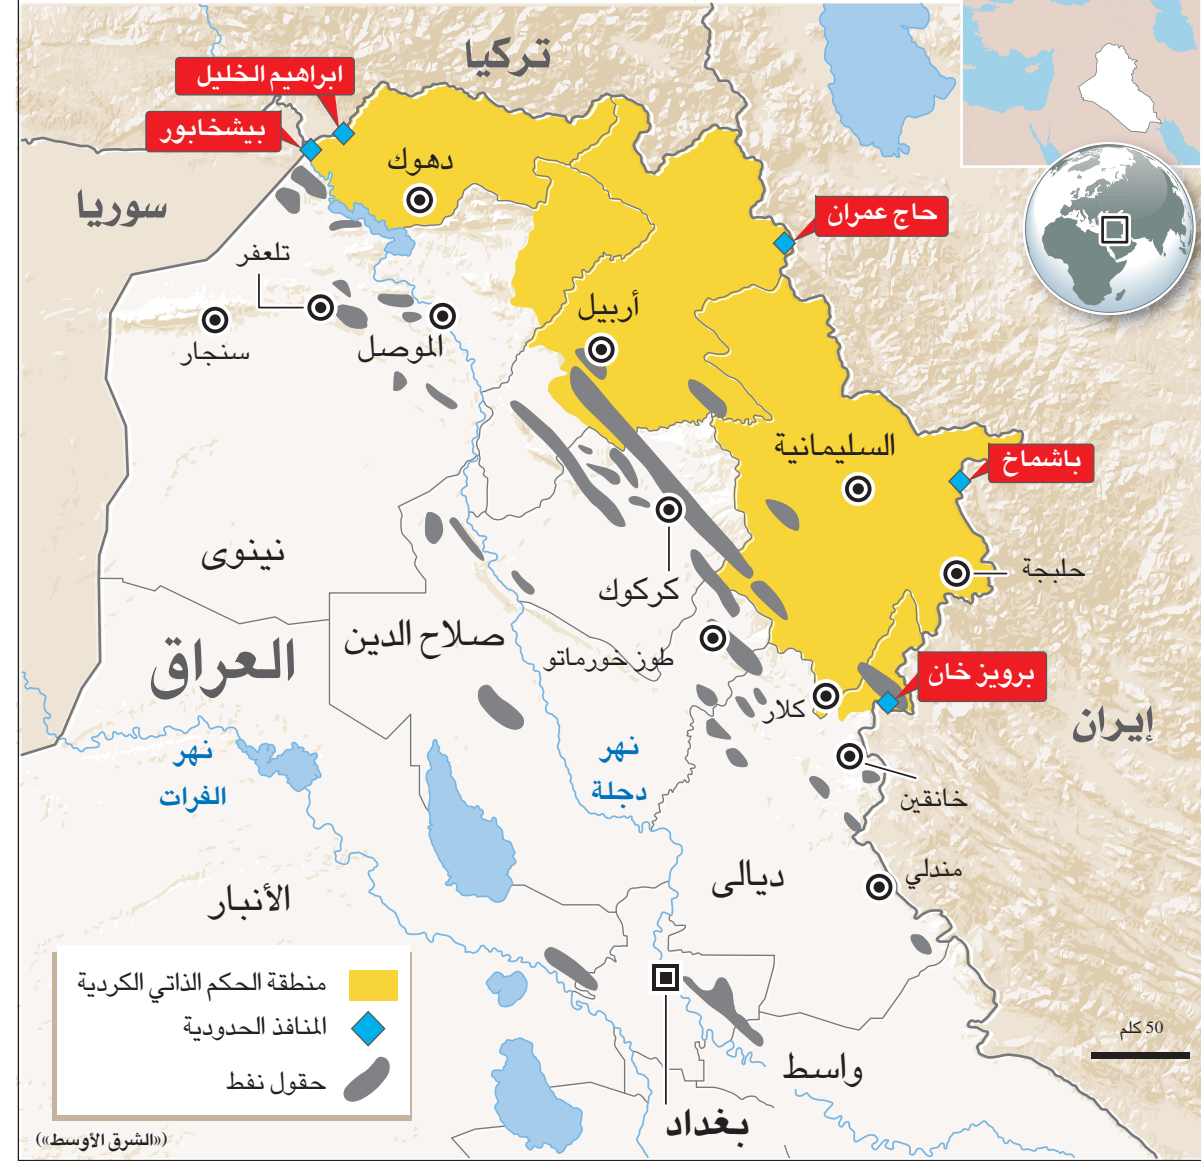 تركيا
ابراهيم الخليل
بيشخابور
دهوك
سوريا
حاج عمران
تلعفر
أربيل
سنجار
الموصل
السليمانية
باشماخ
نينوى
حلبجة
كركوك
صلاح الدين
العراق
طوز خورماتو
برويز خان
كلار
إيران
نهر
دجلة
نهر
الفرات
خانقين
ديالى
مندلي
الأنبار
منطقة الحكم الذاتي الكردية
المنافذ الحدودية
حقول نفط
50 كلم
واسط
بغداد
(«الشرق الأوسط»)